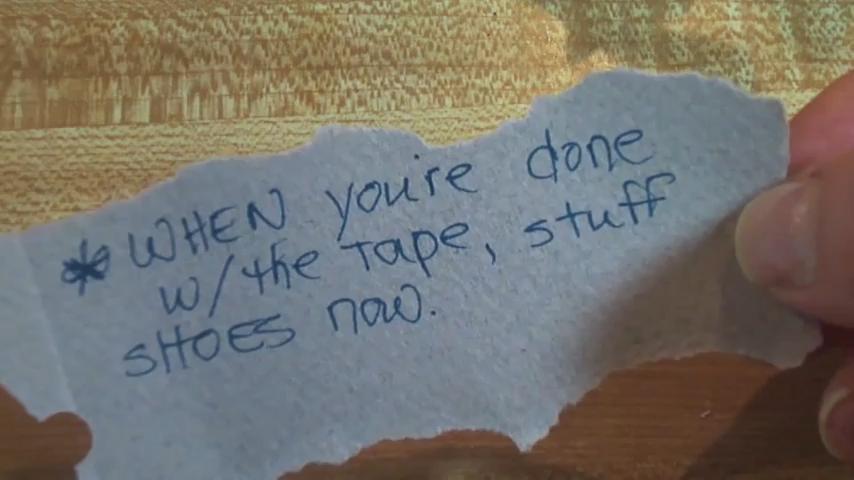 * WHEN you're done
w/the Tape, stuff
SHOES now.